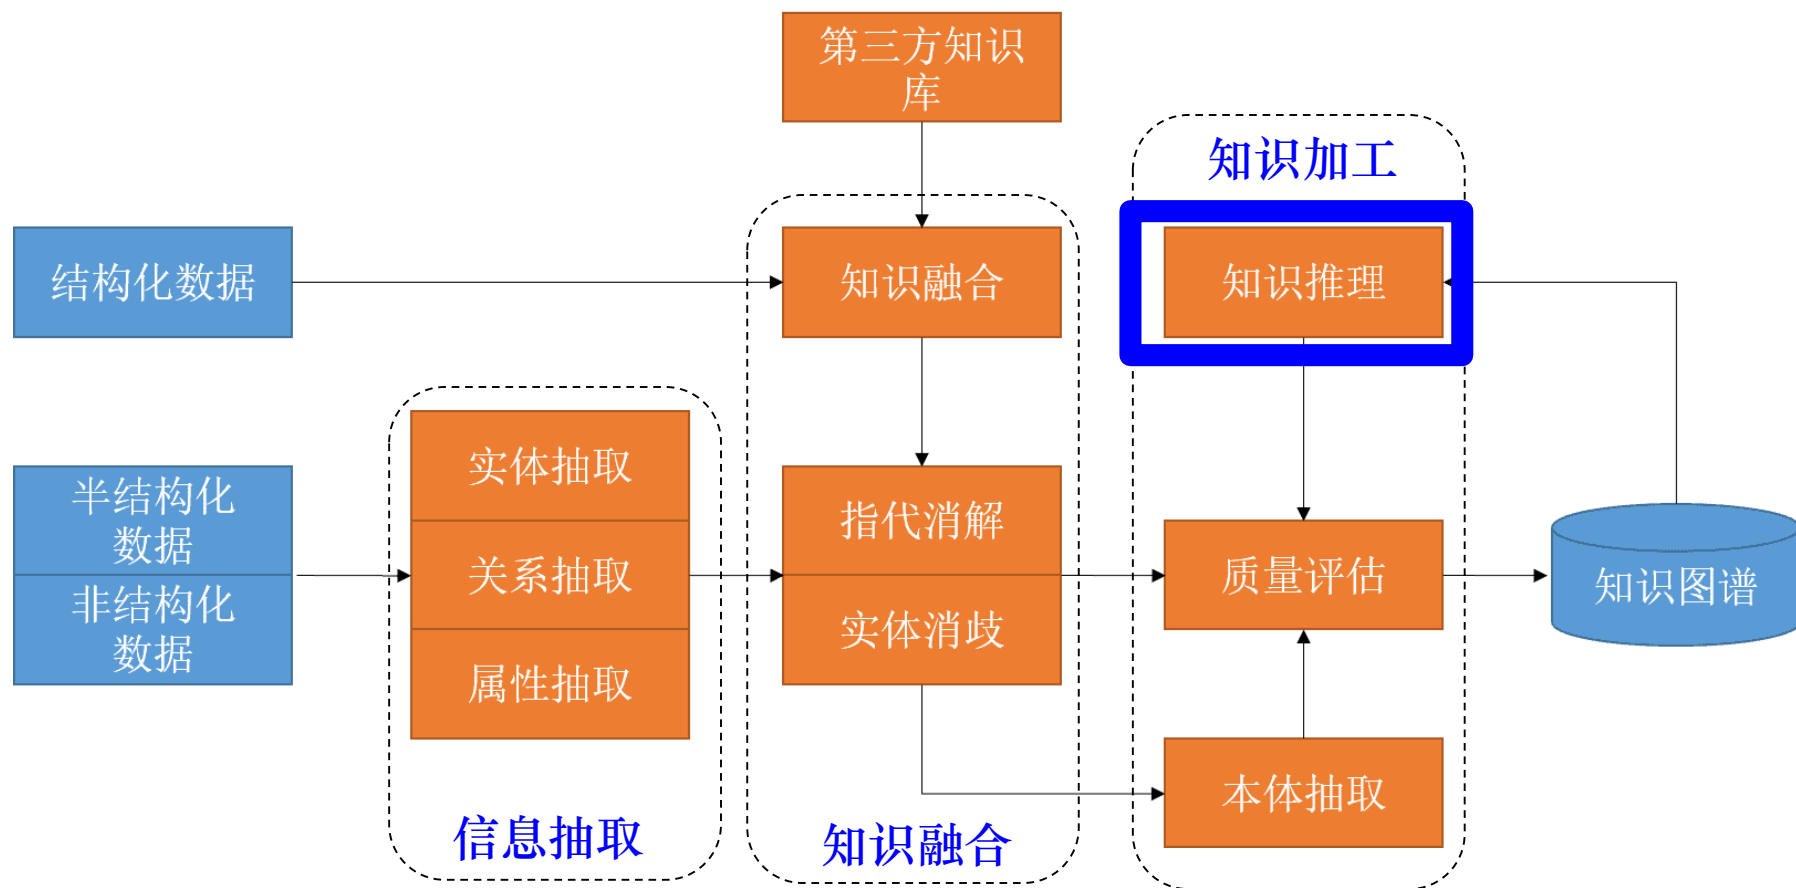 第三方知识
库
知识加工
结构化数据
知识融合
知识推理
实体抽取
半结构化
数据
指代消解
关系抽取
质量评估
知识图谱
非结构化
数据
实体消歧
属性抽取
本体抽取
信息抽取
知识融合